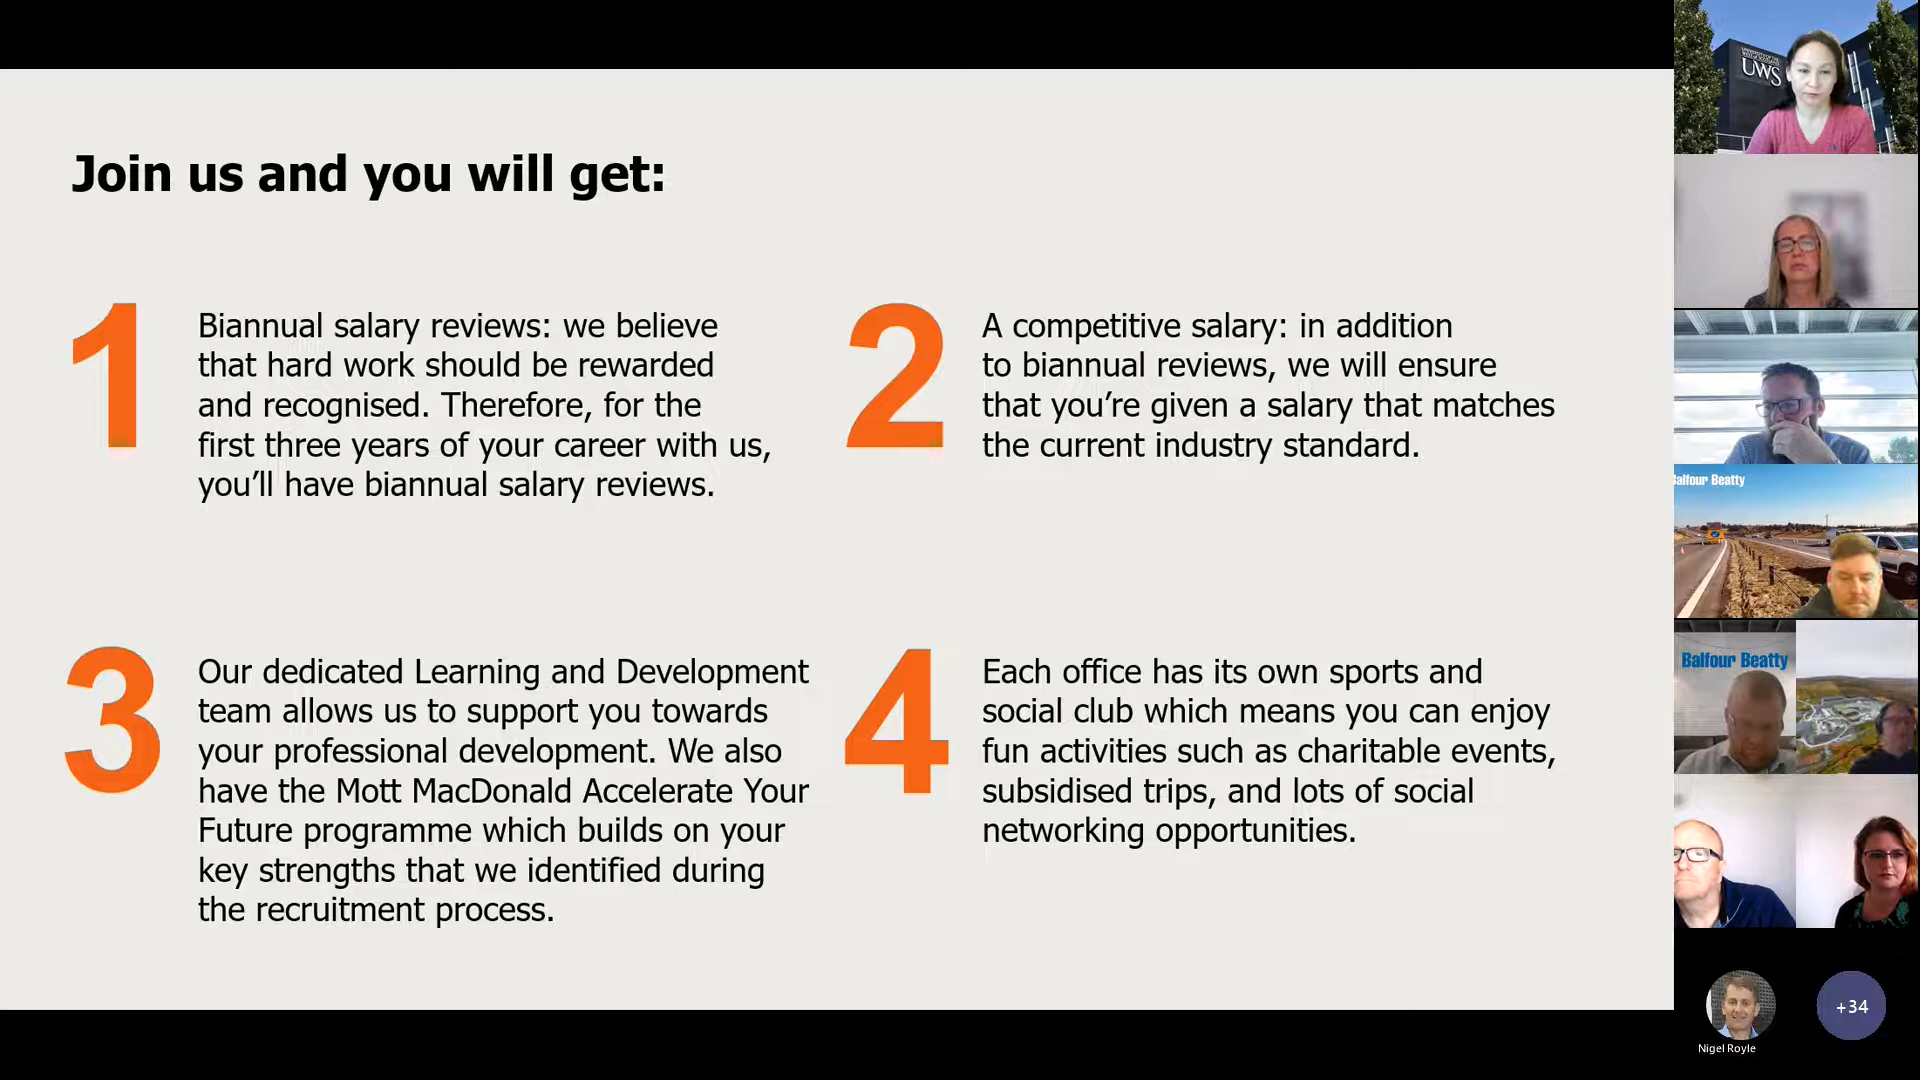 Join us and you will get:
1
Biannual salary reviews: we believe
that hard work should be rewarded
and recognised. Therefore, for the
first three years of your career with us,
you’ll have biannual salary reviews.
2
A competitive salary: in addition
to biannual reviews, we will ensure
that you’re given a salary that matches
the current industry standard.
3
Our dedicated Learning and Development
team allows us to support you towards
your professional development. We also
have the Mott MacDonald Accelerate Your
Future programme which builds on your
key strengths that we identified during
the recruitment process.
4
Each office has its own sports and
social club which means you can enjoy
fun activities such as charitable events,
subsidised trips, and lots of social
networking opportunities.
UWS
Balfour Beatty
Balfour Beatty
Nigel Royle
+34